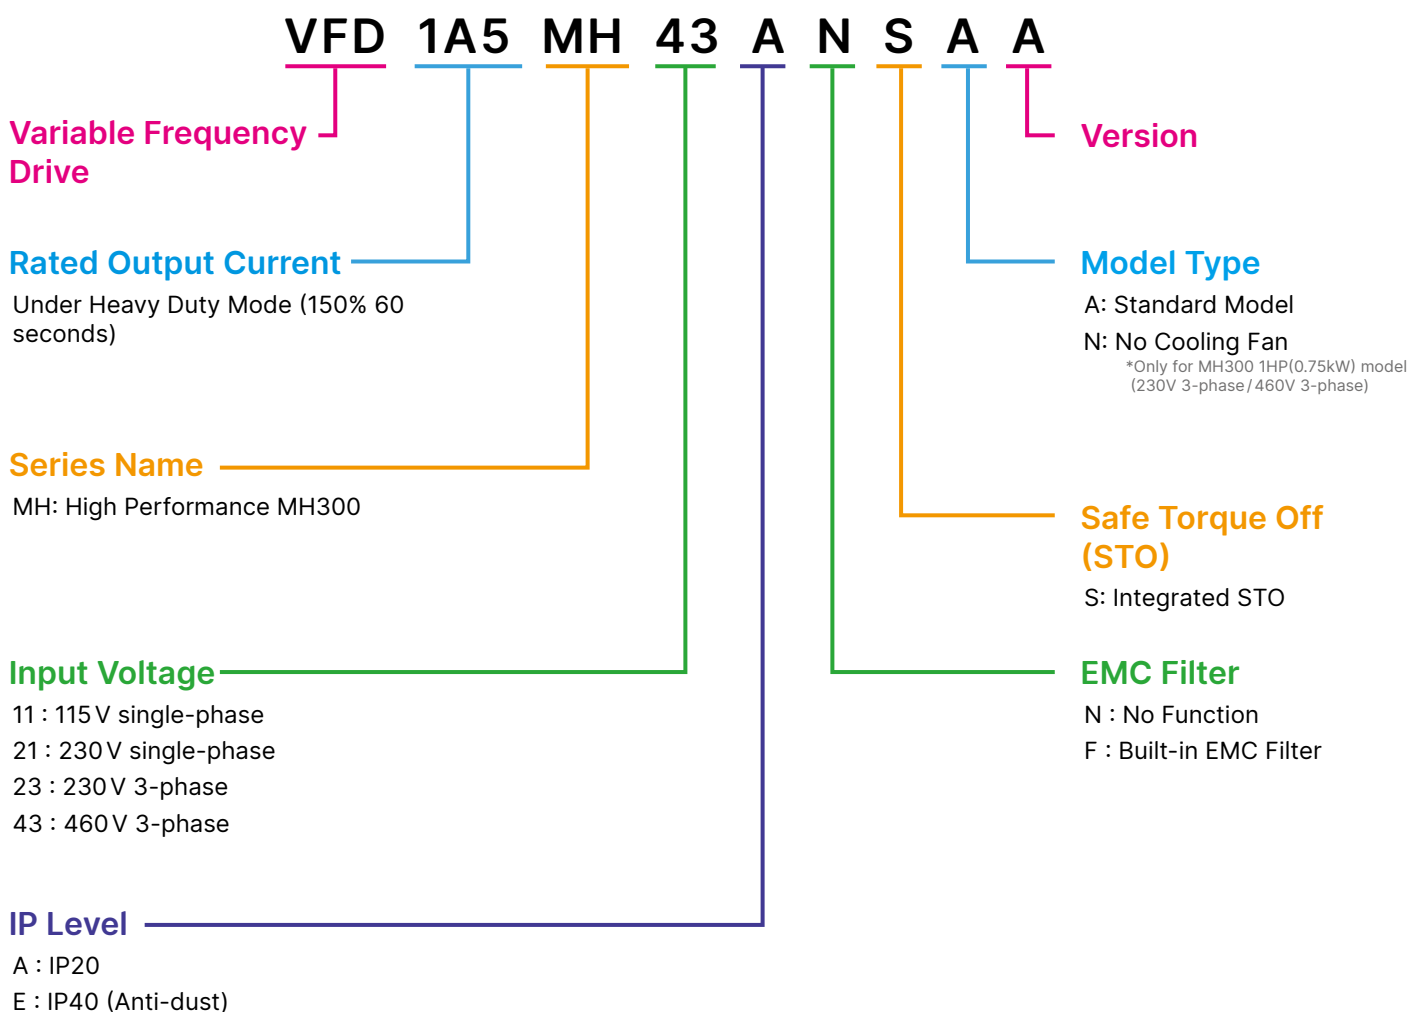 VFD 1A5 MH 43 A N S A A
Variable Frequency
Drive
Rated Output Current
Under Heavy Duty Mode (150% 60
seconds)
Series Name
MH: High Performance MH300
Input Voltage
11 : 115V single-phase
21 : 230V single-phase
23 : 230V 3-phase
43 : 460V 3-phase
IP Level
A : IP20
E : IP40 (Anti-dust)
Version
Model Type
A: Standard Model
N: No Cooling Fan
*Only for MH300 1HP(0.75kW) model
(230V 3-phase/460V 3-phase)
Safe Torque Off
(STO)
S: Integrated STO
EMC Filter
N : No Function
F : Built-in EMC Filter